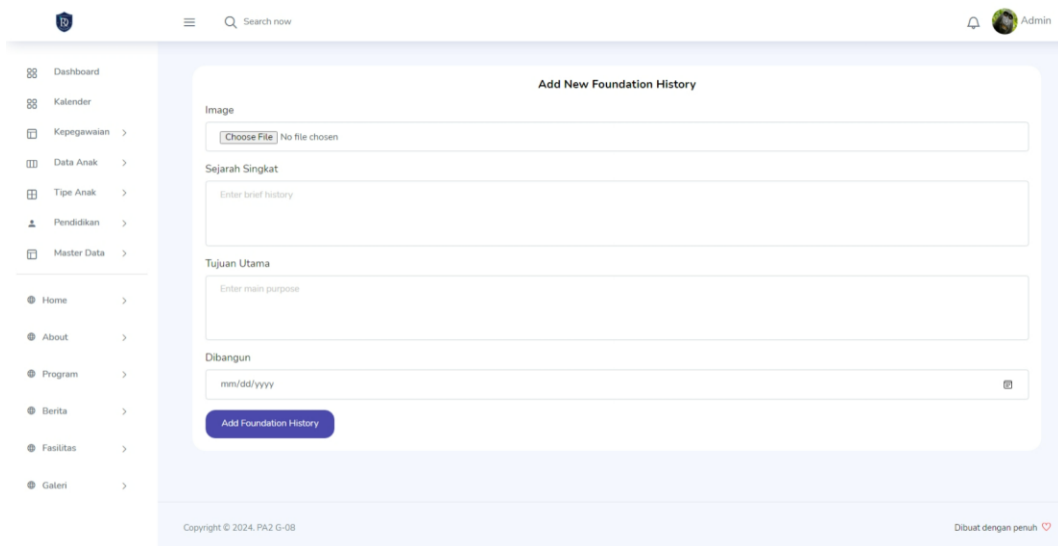 Search now
Admin
Dashboard
Kalender
Kepegawaian
Data Anak
Tipe Anak
Pendidikan
Master Data
Home
About
Program
Berita
Fasilitas
Galeri
Add New Foundation History
Image
Choose File No file chosen
Sejarah Singkat
Enter brief history
Tujuan Utama
Enter main purpose
Dibangun
mm/dd/yyyy
Add Foundation History
Copyright © 2024. PA2 G-08
Dibuat dengan penuh